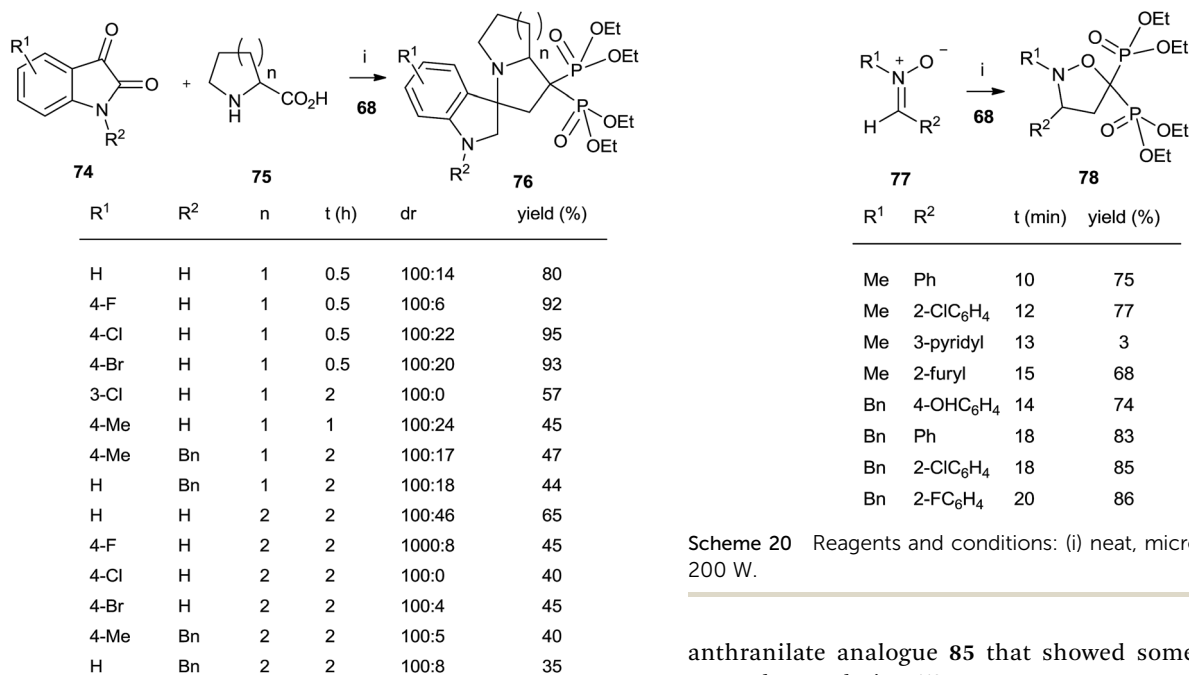 R¹ O O N R² 74
+
( ) n N H CO₂H 75
i
68
R¹ N ( ) n O P OEt OEt P O OEt OEt N R² 76
R¹ R² n t (h) dr yield (%)
H H 1 0.5 100:14 80
4-F H 1 0.5 100:6 92
4-Cl H 1 0.5 100:22 95
4-Br H 1 0.5 100:20 93
3-Cl H 1 2 100:0 57
4-Me H 1 1 100:24 45
4-Me Bn 1 2 100:17 47
H Bn 1 2 100:18 44
H H 2 2 100:46 65
4-F H 2 2 1000:8 45
4-Cl H 2 2 100:0 40
4-Br H 2 2 100:4 45
4-Me Bn 2 2 100:5 40
H Bn 2 2 100:8 35
R¹ N + O − H R² 77
i
68
R¹ N O R² O P OEt OEt O P OEt OEt 78
R¹ R² t (min) yield (%)
Me Ph 10 75
Me 2-ClC₆H₄ 12 77
Me 3-pyridyl 13 3
Me 2-furyl 15 68
Bn 4-OHC₆H₄ 14 74
Bn Ph 18 83
Bn 2-ClC₆H₄ 18 85
Bn 2-FC₆H₄ 20 86
Scheme 20 Reagents and conditions: (i) neat, micr
200 W.
anthranilate analogue 85 that showed some